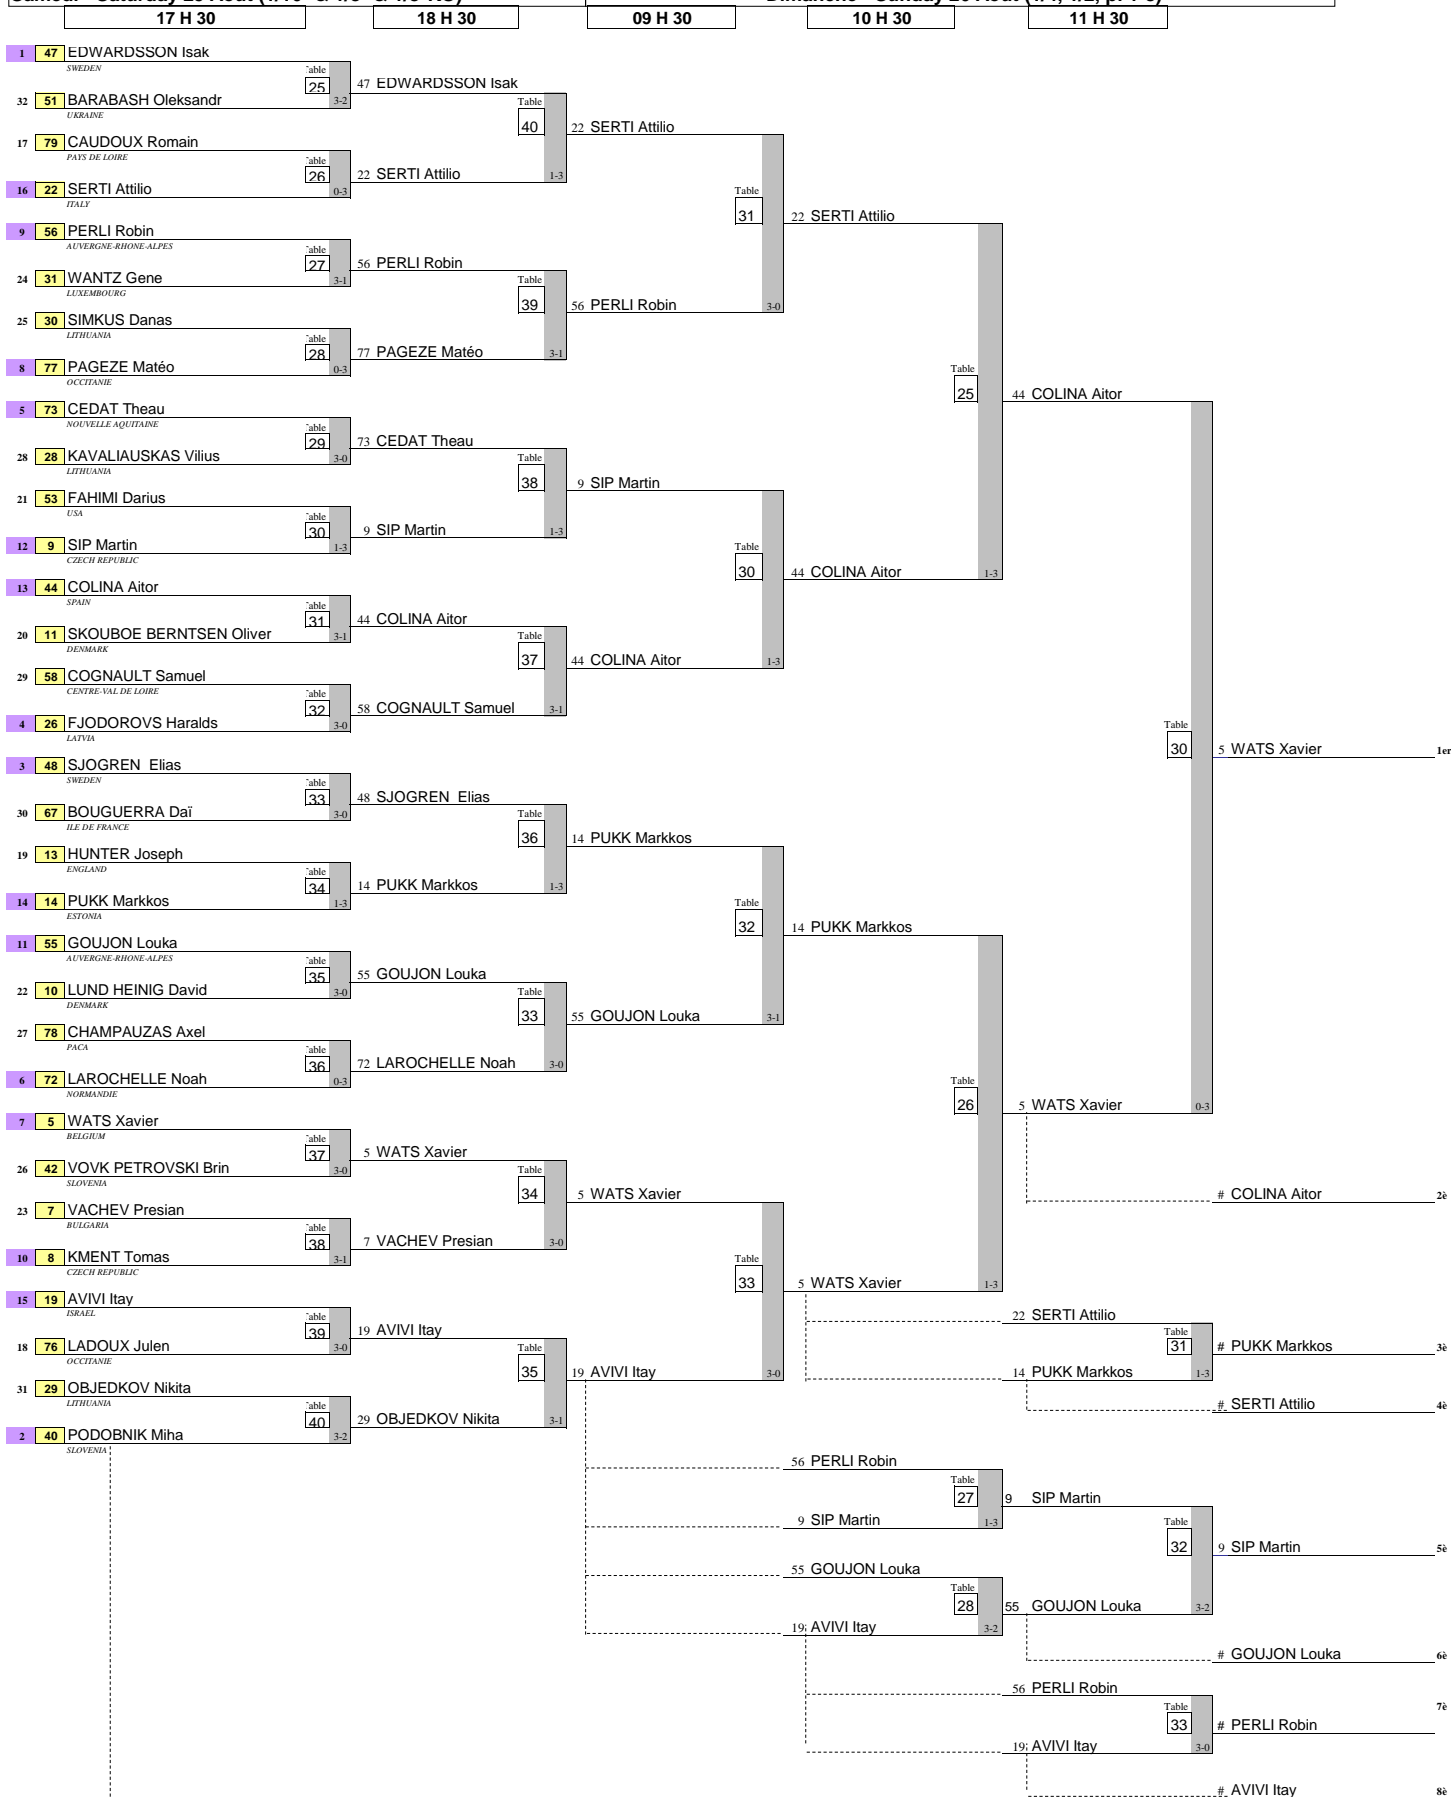 17 H 30 18 H 30 09 H 30 10 H 30 11 H 30
1 47 EDWARDSSON Isak
SWEDEN
25 3-2
47 EDWARDSSON Isak
32 51 BARABASH Oleksandr
UKRAINE
Table 40 1-3
22 SERTI Attilio
17 79 CAUDOUX Romain
PAYS DE LOIRE
26 0-3
22 SERTI Attilio
16 22 SERTI Attilio
ITALY
Table 31 3-0
22 SERTI Attilio
9 56 PERLI Robin
AUVERGNE-RHONE-ALPES
27 3-1
56 PERLI Robin
24 31 WANTZ Gene
LUXEMBOURG
Table 39 3-1
56 PERLI Robin
25 30 SIMKUS Danas
LITHUANIA
28 0-3
77 PAGEZE Matéo
8 77 PAGEZE Matéo
OCCITANIE
Table 25 1-3
44 COLINA Aitor
5 73 CEDAT Theau
NOUVELLE AQUITAINE
29 3-0
73 CEDAT Theau
28 28 KAVALIAUSKAS Vilius
LITHUANIA
Table 38 1-3
9 SIP Martin
21 53 FAHIMI Darius
USA
30 1-3
9 SIP Martin
12 9 SIP Martin
CZECH REPUBLIC
Table 30 1-3
44 COLINA Aitor
13 44 COLINA Aitor
SPAIN
31 3-1
44 COLINA Aitor
20 11 SKOUBOE BERNTSEN Oliver
DENMARK
Table 37 3-1
44 COLINA Aitor
29 58 COGNAULT Samuel
CENTRE-VAL DE LOIRE
32 3-0
58 COGNAULT Samuel
4 26 FJODOROVS Haralds
LATVIA
Table 30 0-3
5 WATS Xavier 1er
3 48 SJOGREN Elias
SWEDEN
33 3-0
48 SJOGREN Elias
30 67 BOUGUERRA Daï
ILE DE FRANCE
Table 36 1-3
14 PUKK Markkos
19 13 HUNTER Joseph
ENGLAND
34 1-3
14 PUKK Markkos
14 14 PUKK Markkos
ESTONIA
Table 32 3-1
14 PUKK Markkos
11 55 GOUJON Louka
AUVERGNE-RHONE-ALPES
35 3-0
55 GOUJON Louka
22 10 LUND HEINIG David
DENMARK
Table 33 3-0
55 GOUJON Louka
27 78 CHAMPAUZAS Axel
PACA
36 0-3
72 LAROCHELLE Noah
6 72 LAROCHELLE Noah
NORMANDIE
Table 26 1-3
5 WATS Xavier
7 5 WATS Xavier
BELGIUM
37 3-0
5 WATS Xavier
26 42 VOVK PETROVSKI Brin
SLOVENIA
Table 34 3-0
5 WATS Xavier
# COLINA Aitor 2è
23 7 VACHEV Presian
BULGARIA
38 3-1
7 VACHEV Presian
10 8 KMENT Tomas
CZECH REPUBLIC
Table 33 3-0
5 WATS Xavier
15 19 AVIVI Itay
ISRAEL
39 3-0
19 AVIVI Itay
18 76 LADOUX Julen
OCCITANIE
Table 35 3-1
19 AVIVI Itay
31 29 OBJEDKOV Nikita
LITHUANIA
40 3-2
29 OBJEDKOV Nikita
2 40 PODOBNIK Miha
SLOVENIA
22 SERTI Attilio
Table 31 1-3
# PUKK Markkos 3è
14 PUKK Markkos
# SERTI Attilio 4è
56 PERLI Robin
Table 27 1-3
9 SIP Martin
9 SIP Martin
Table 32 3-2
9 SIP Martin 5è
55 GOUJON Louka
Table 28 3-2
55 GOUJON Louka
19 AVIVI Itay
# GOUJON Louka 6è
56 PERLI Robin
7è
Table 33 3-0
# PERLI Robin
19 AVIVI Itay
# AVIVI Itay 8è